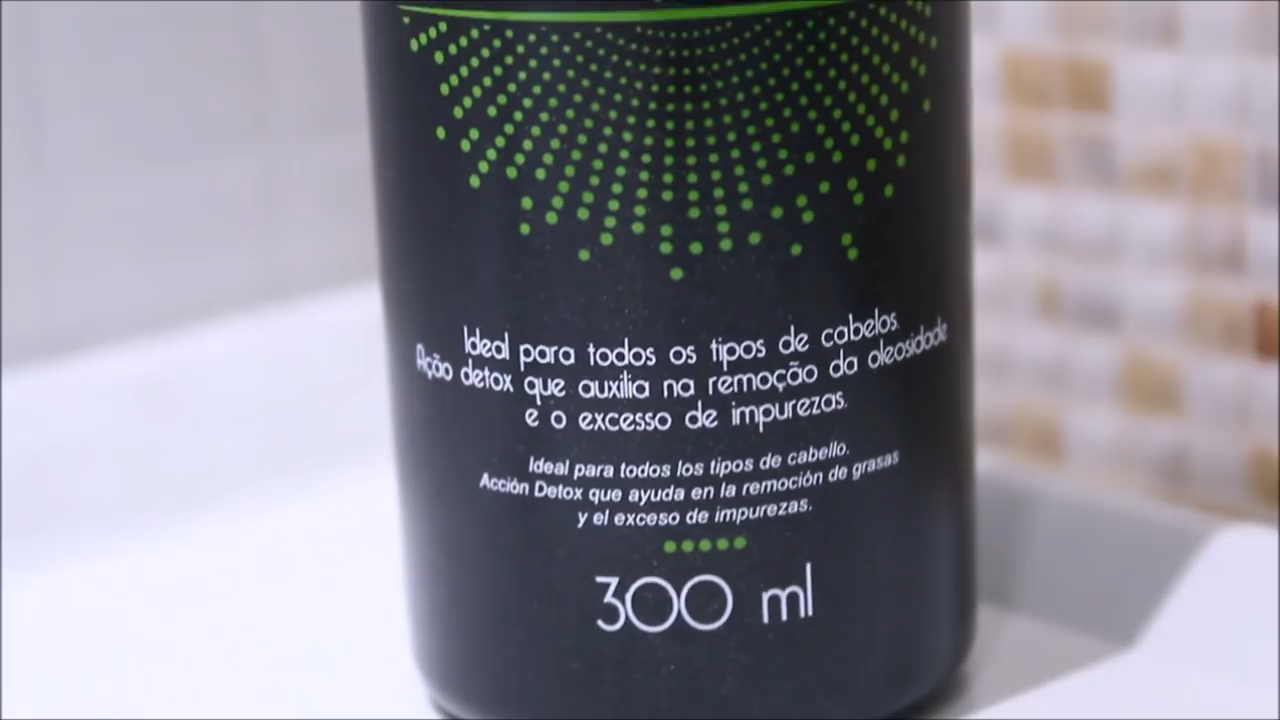 Ideal para todos os tipos de cabelos.
Ação detox que auxilia na remoção da oleosidade
e o excesso de impurezas.
Ideal para todos los tipos de cabello.
Acción Detox que ayuda en la remoción de grasas
y el exceso de impurezas.
300 ml